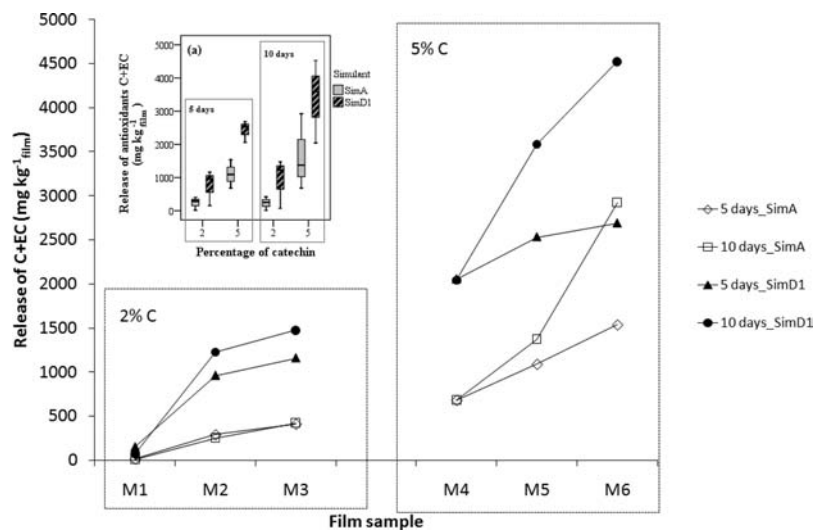 5000
4500
4000
3500
3000
2500
2000
1500
1000
500
0
Release of C+EC (mg kg⁻¹film)
(a)
5000
4000
3000
2000
1000
0
Release of antioxidants C+EC
(mg kg⁻¹film)
5 days
10 days
Simulant
SimA
SimD1
2 5 2 5
Percentage of catechin
2% C
5% C
M1 M2 M3 M4 M5 M6
Film sample
5 days_SimA
10 days_SimA
5 days_SimD1
10 days_SimD1